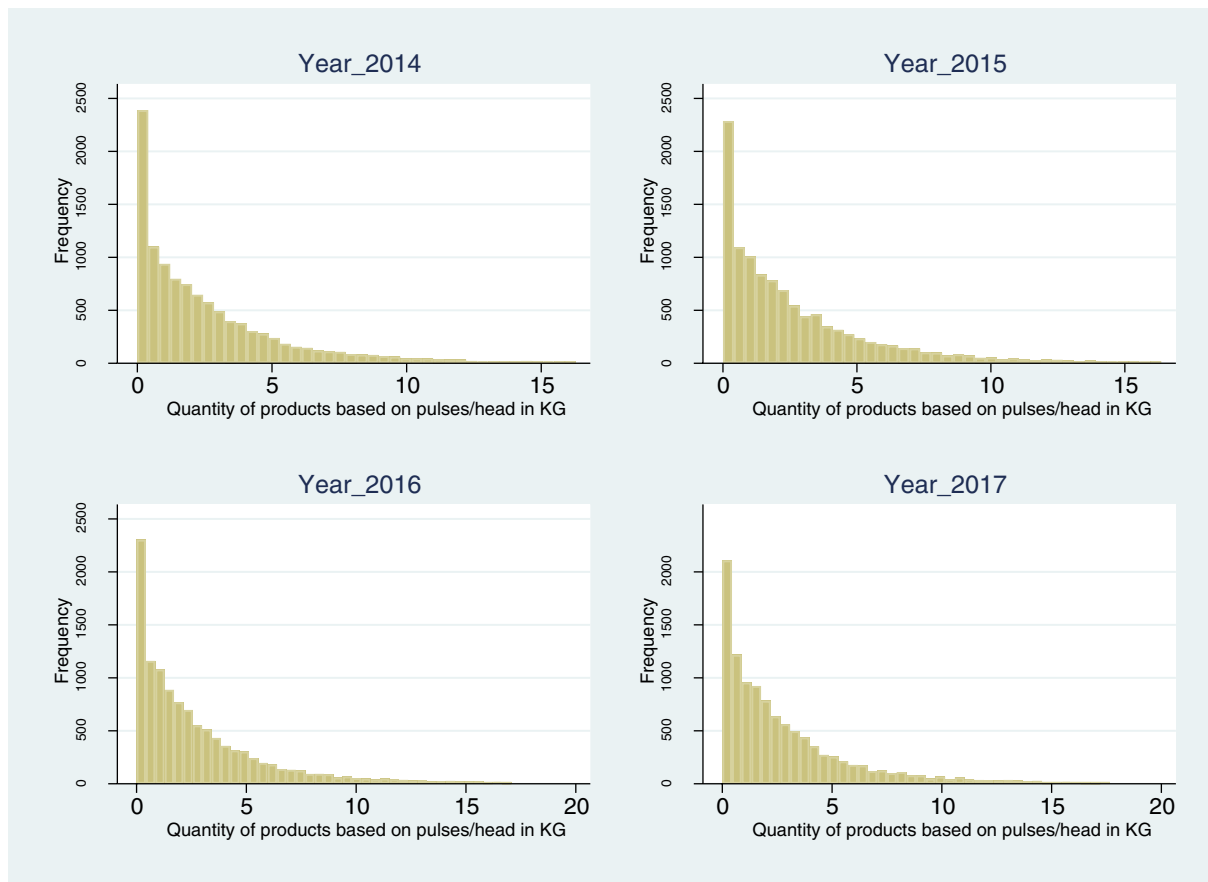 Year_2014
2500
2000
1500
1000
500
0
Frequency
0 5 10 15
Quantity of products based on pulses/head in KG
Year_2015
2500
2000
1500
1000
500
0
Frequency
0 5 10 15
Quantity of products based on pulses/head in KG
Year_2016
2500
2000
1500
1000
500
0
Frequency
0 5 10 15 20
Quantity of products based on pulses/head in KG
Year_2017
2000
1500
1000
500
0
Frequency
0 5 10 15 20
Quantity of products based on pulses/head in KG